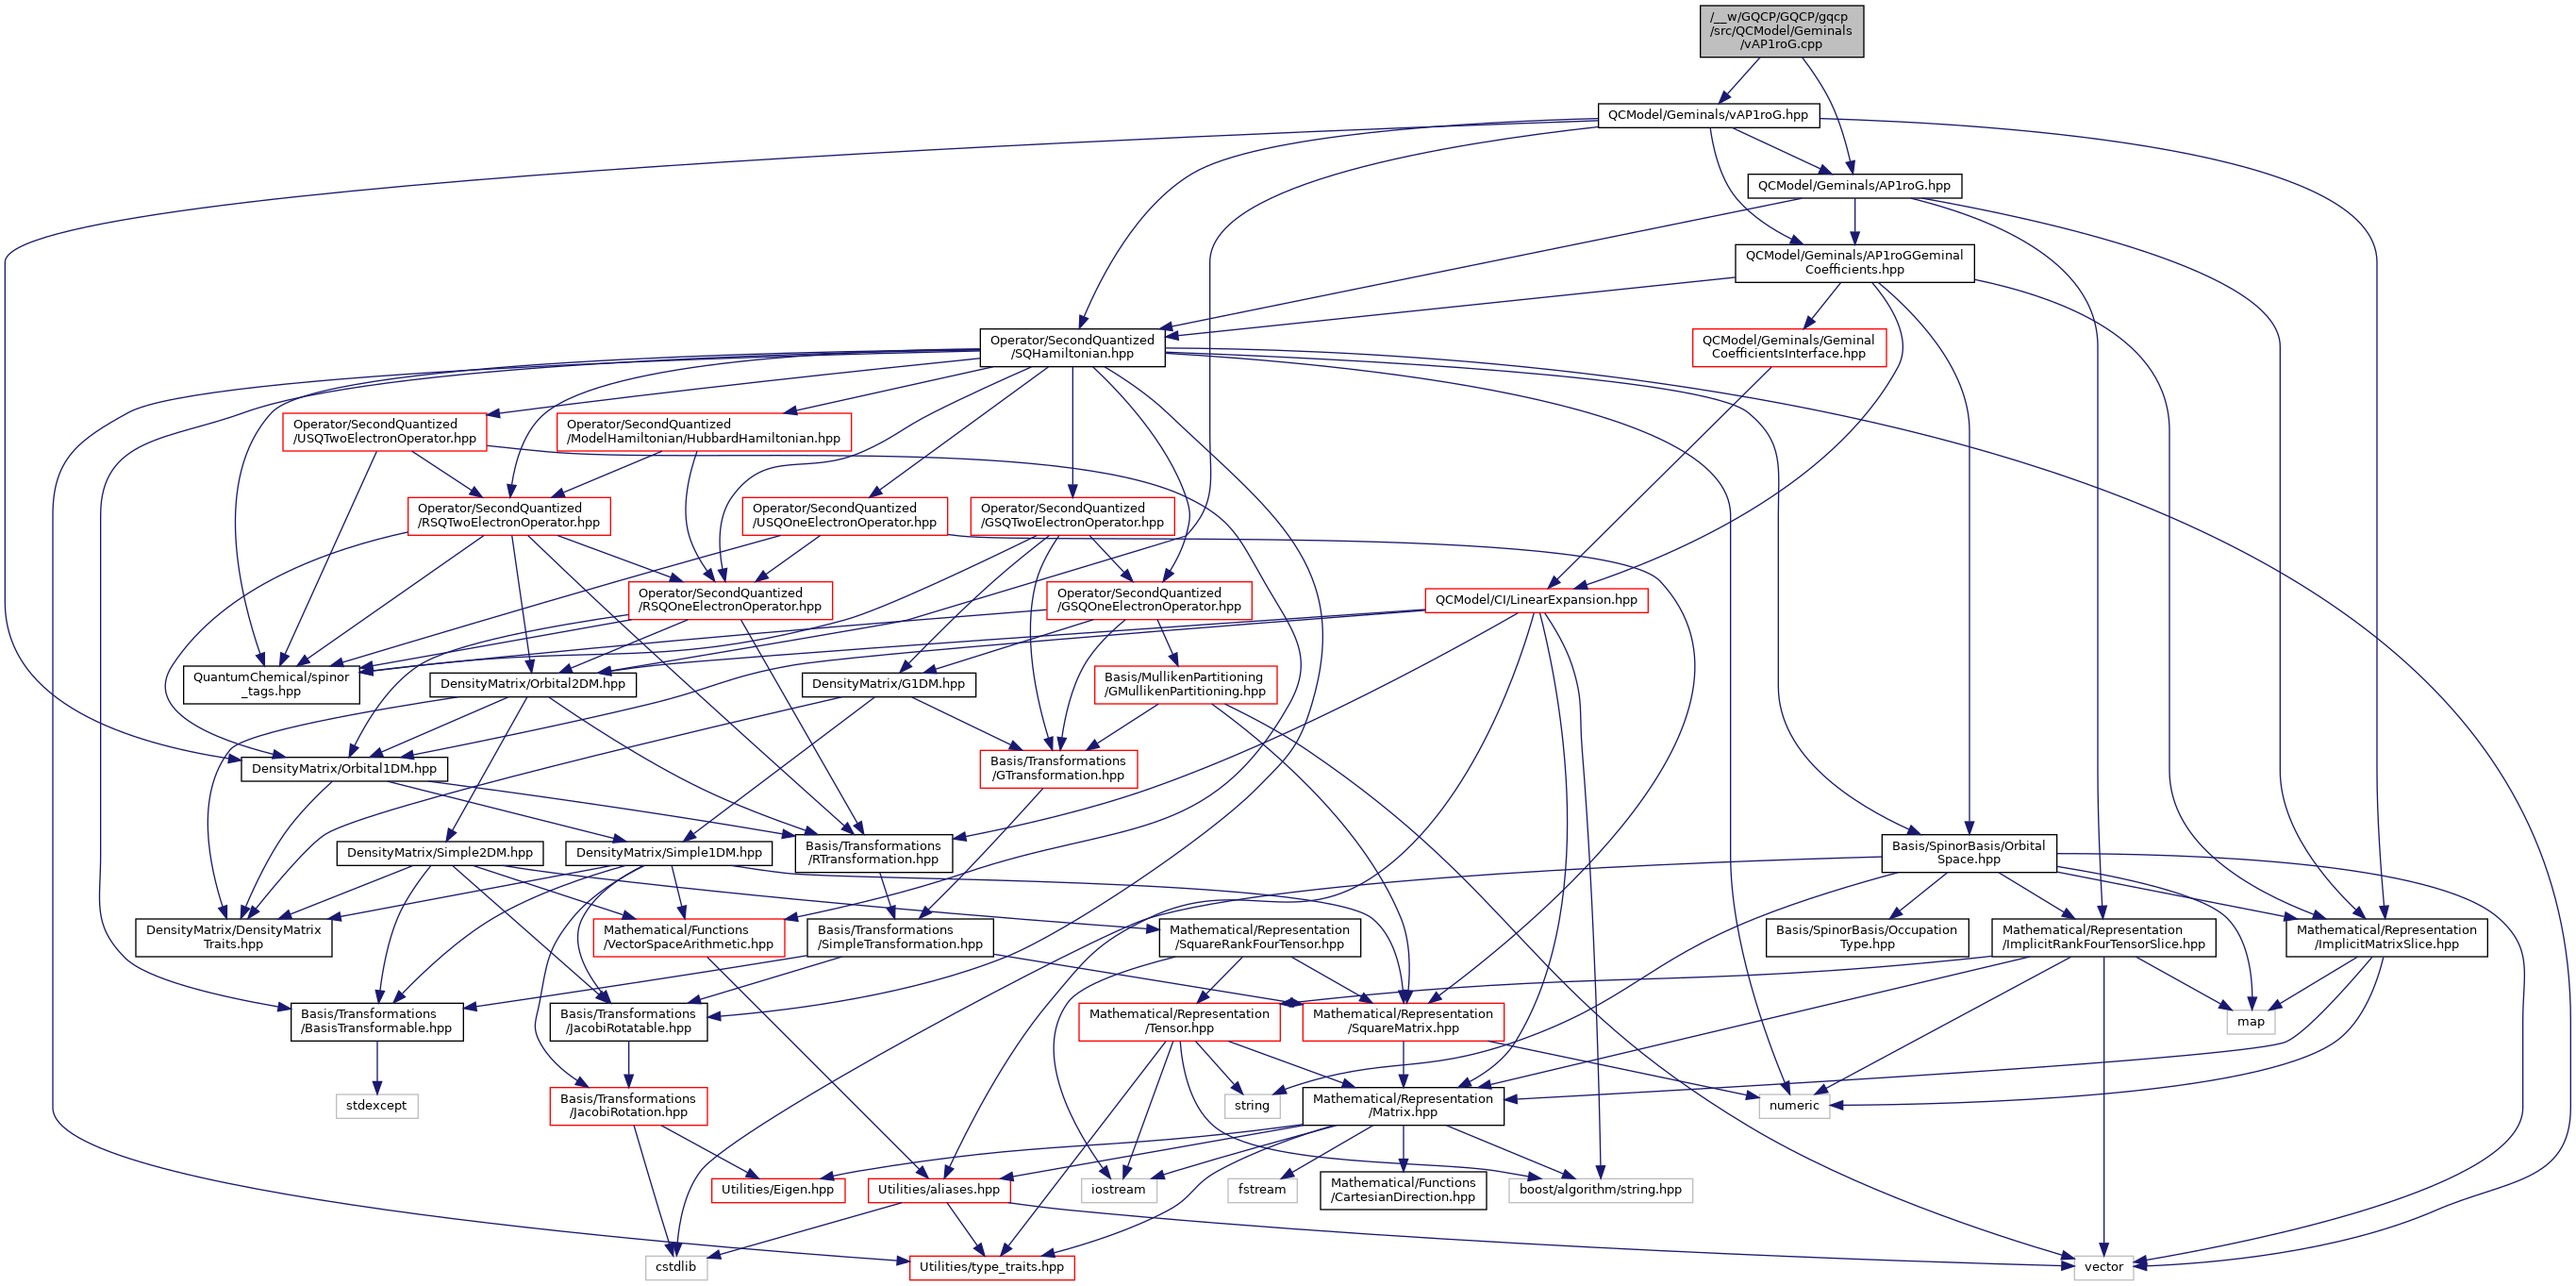 /__w/GQCP/GQCP/gqcp
/src/QCModel/Geminals
/vAP1roG.cpp
QCModel/Geminals/vAP1roG.hpp
QCModel/Geminals/AP1roG.hpp
QCModel/Geminals/AP1roGGeminal
Coefficients.hpp
Operator/SecondQuantized
/SQHamiltonian.hpp
QCModel/Geminals/Geminal
CoefficientsInterface.hpp
Operator/SecondQuantized
/USQTwoElectronOperator.hpp
Operator/SecondQuantized
/ModelHamiltonian/HubbardHamiltonian.hpp
Operator/SecondQuantized
/RSQTwoElectronOperator.hpp
Operator/SecondQuantized
/USQOneElectronOperator.hpp
Operator/SecondQuantized
/GSQTwoElectronOperator.hpp
Operator/SecondQuantized
/RSQOneElectronOperator.hpp
Operator/SecondQuantized
/GSQOneElectronOperator.hpp
QCModel/CI/LinearExpansion.hpp
QuantumChemical/spinor
_tags.hpp
DensityMatrix/Orbital2DM.hpp
DensityMatrix/G1DM.hpp
Basis/MullikenPartitioning
/GMullikenPartitioning.hpp
DensityMatrix/Orbital1DM.hpp
Basis/Transformations
/GTransformation.hpp
DensityMatrix/Simple2DM.hpp
DensityMatrix/Simple1DM.hpp
Basis/Transformations
/RTransformation.hpp
Basis/SpinorBasis/Orbital
Space.hpp
DensityMatrix/DensityMatrix
Traits.hpp
Mathematical/Functions
/VectorSpaceArithmetic.hpp
Basis/Transformations
/SimpleTransformation.hpp
Mathematical/Representation
/SquareRankFourTensor.hpp
Basis/SpinorBasis/Occupation
Type.hpp
Mathematical/Representation
/ImplicitRankFourTensorSlice.hpp
Mathematical/Representation
/ImplicitMatrixSlice.hpp
Basis/Transformations
/BasisTransformable.hpp
Basis/Transformations
/JacobiRotatable.hpp
Mathematical/Representation
/Tensor.hpp
Mathematical/Representation
/SquareMatrix.hpp
map
stdexcept
Basis/Transformations
/JacobiRotation.hpp
string
Mathematical/Representation
/Matrix.hpp
numeric
Utilities/Eigen.hpp
Utilities/aliases.hpp
iostream
fstream
Mathematical/Functions
/CartesianDirection.hpp
boost/algorithm/string.hpp
cstdlib
Utilities/type_traits.hpp
vector